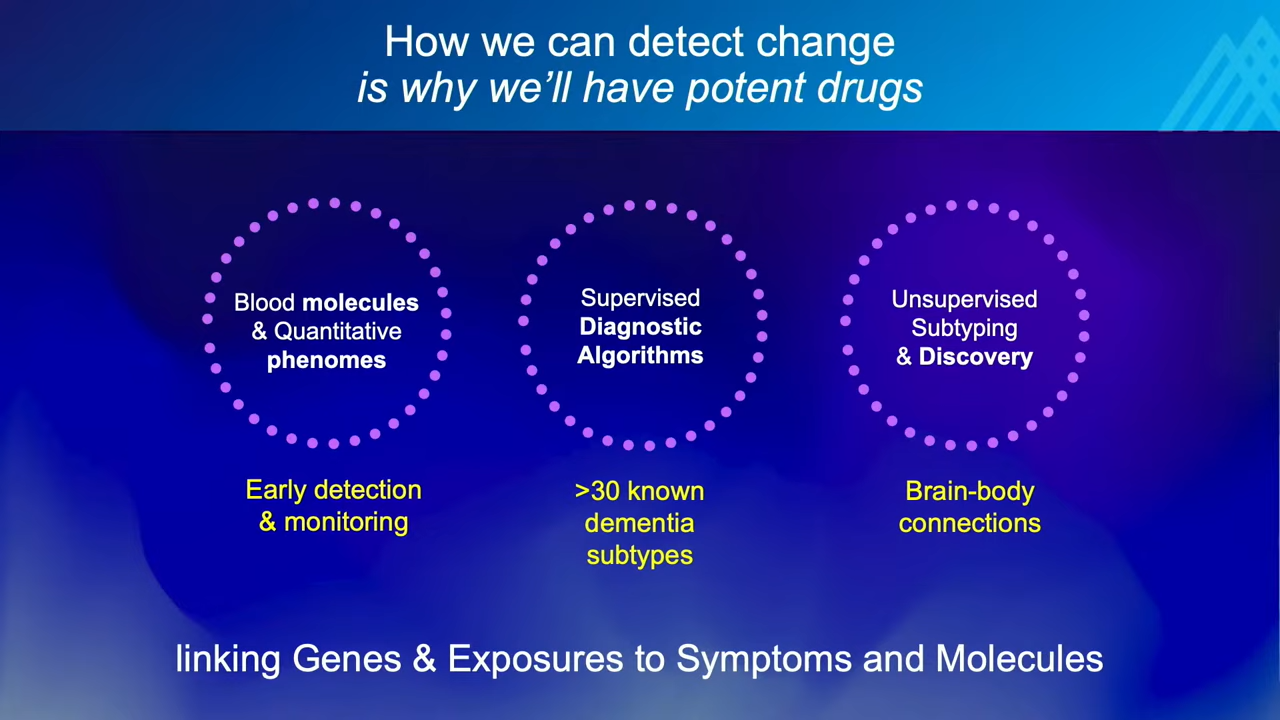 How we can detect change
is why we’ll have potent drugs
Blood molecules
& Quantitative
phenomes
Supervised
Diagnostic
Algorithms
Unsupervised
Subtyping
& Discovery
Early detection
& monitoring
>30 known
dementia
subtypes
Brain-body
connections
linking Genes & Exposures to Symptoms and Molecules